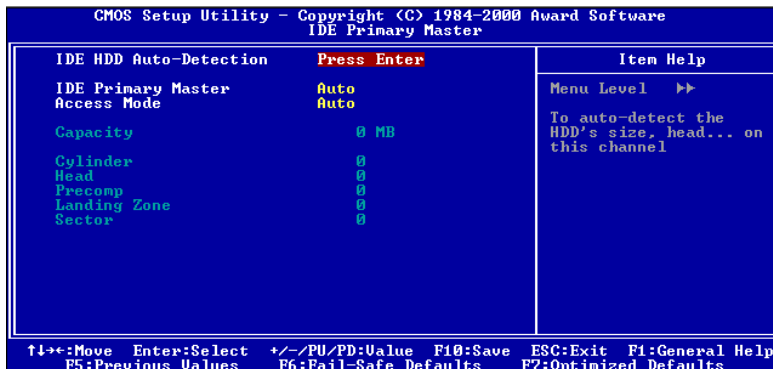 CMOS Setup Utility - Copyright (C) 1984-2000 Award Software
IDE Primary Master
IDE HDD Auto-Detection Press Enter
IDE Primary Master Auto
Access Mode Auto
Capacity 0 MB
Cylinder 0
Head 0
Precomp 0
Landing Zone 0
Sector 0
Item Help
Menu Level ▶▶
To auto-detect the
HDD's size, head... on
this channel
↑↓→←:Move Enter:Select +/-/PU/PD:Value F10:Save ESC:Exit F1:General Help
F5:Previous Values F6:Fail-Safe Defaults F7:Optimized Defaults